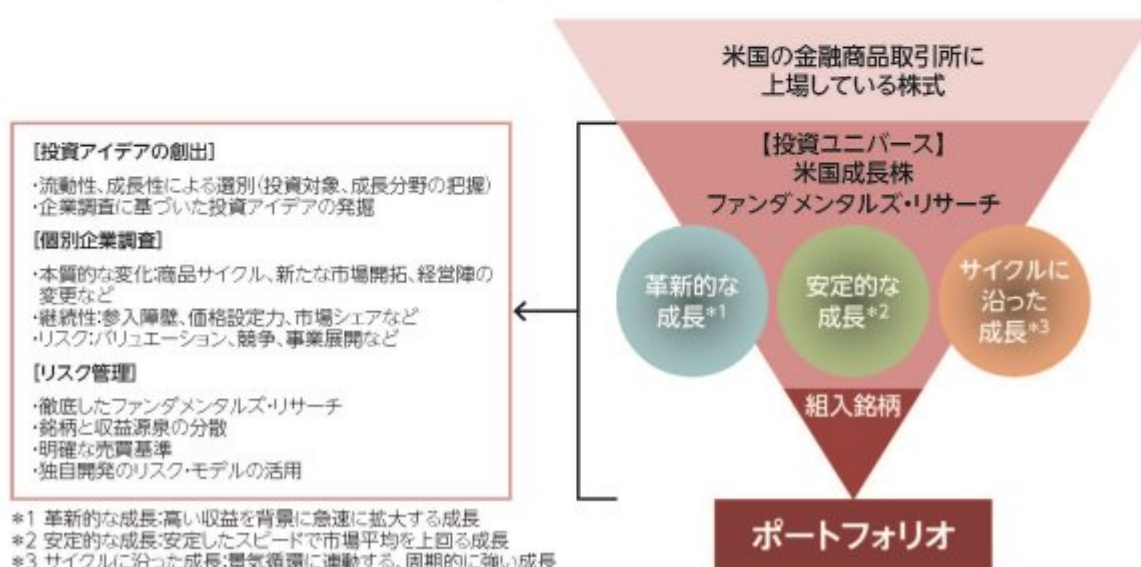 米国の金融商品取引所に
上場している株式
【投資ユニバース】
米国成長株
ファンダメンタルズ・リサーチ
革新的な
成長*1
安定的な
成長*2
サイクルに
沿った
成長*3
組入銘柄
ポートフォリオ
[投資アイデアの創出]
・流動性、成長性による選別(投資対象、成長分野の把握)
・企業調査に基づいた投資アイデアの発掘
[個別企業調査]
・本質的な変化:商品サイクル、新たな市場開拓、経営陣の
変更など
・継続性:参入障壁、価格設定力、市場シェアなど
・リスク:バリュエーション、競争、事業展開など
[リスク管理]
・徹底したファンダメンタルズ・リサーチ
・銘柄と収益源泉の分散
・明確な売買基準
・独自開発のリスク・モデルの活用
*1 革新的な成長:高い収益を背景に急速に拡大する成長
*2 安定的な成長:安定したスピードで市場平均を上回る成長
*3 サイクルに沿った成長:景気循環に連動する、周期的に強い成長